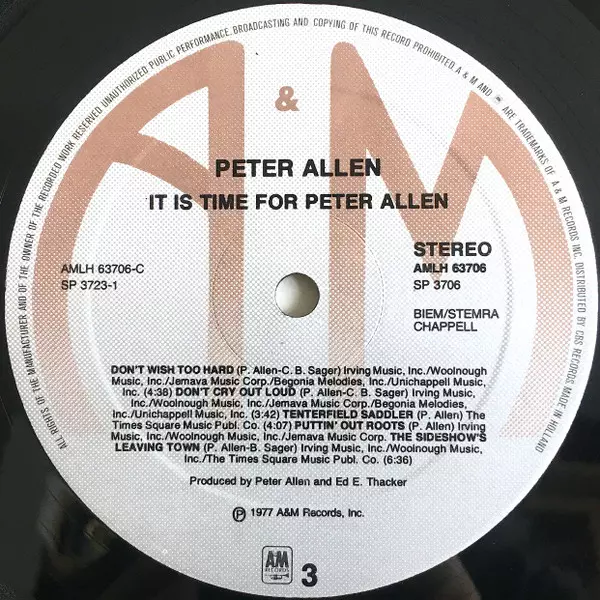 ALL RIGHTS OF THE MANUFACTURER AND OF THE OWNER OF THE RECORDED WORK RESERVED UNAUTHORIZED PUBLIC PERFORMANCE, BROADCASTING AND COPYING OF THIS RECORD PROHIBITED. A & M AND ARE TRADEMARKS OF A & M RECORDS INC. DISTRIBUTED BY CBS RECORDS MADE IN HOLLAND
A & M
PETER ALLEN
IT IS TIME FOR PETER ALLEN
AMLH 63706-C
SP 3723-1
STEREO
AMLH 63706
SP 3706
BIEM/STEMRA
CHAPPELL
DON'T WISH TOO HARD (P. Allen-C. B. Sager) Irving Music, Inc./Woolnough
Music, Inc./Jemava Music Corp./Begonia Melodies, Inc./Unichappell Music,
Inc. (4:38) DON'T CRY OUT LOUD (P. Allen-C. B. Sager) Irving Music,
Inc./Woolnough Music, Inc./Jemava Music Corp./Begonia Melodies,
Inc./Unichappell Music, Inc. (3:42) TENTERFIELD SADDLER (P. Allen) The
Times Square Music Publ. Co. (4:07) PUTTIN' OUT ROOTS (P. Allen) Irving
Music, Inc./Woolnough Music, Inc./Jemava Music Corp. THE SIDESHOW'S
LEAVING TOWN (P. Allen-B. Sager) Irving Music, Inc./Woolnough Music,
Inc./The Times Square Music Publ. Co. (6:36)
Produced by Peter Allen and Ed E. Thacker
℗ 1977 A&M Records, Inc.
A&M
RECORDS
3